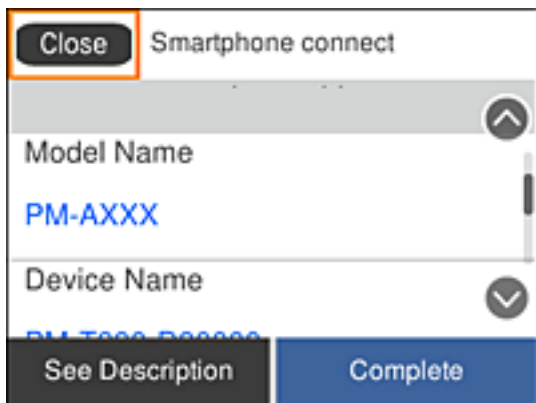 Close
Smartphone connect
Model Name
PM-AXXX
Device Name
See Description
Complete